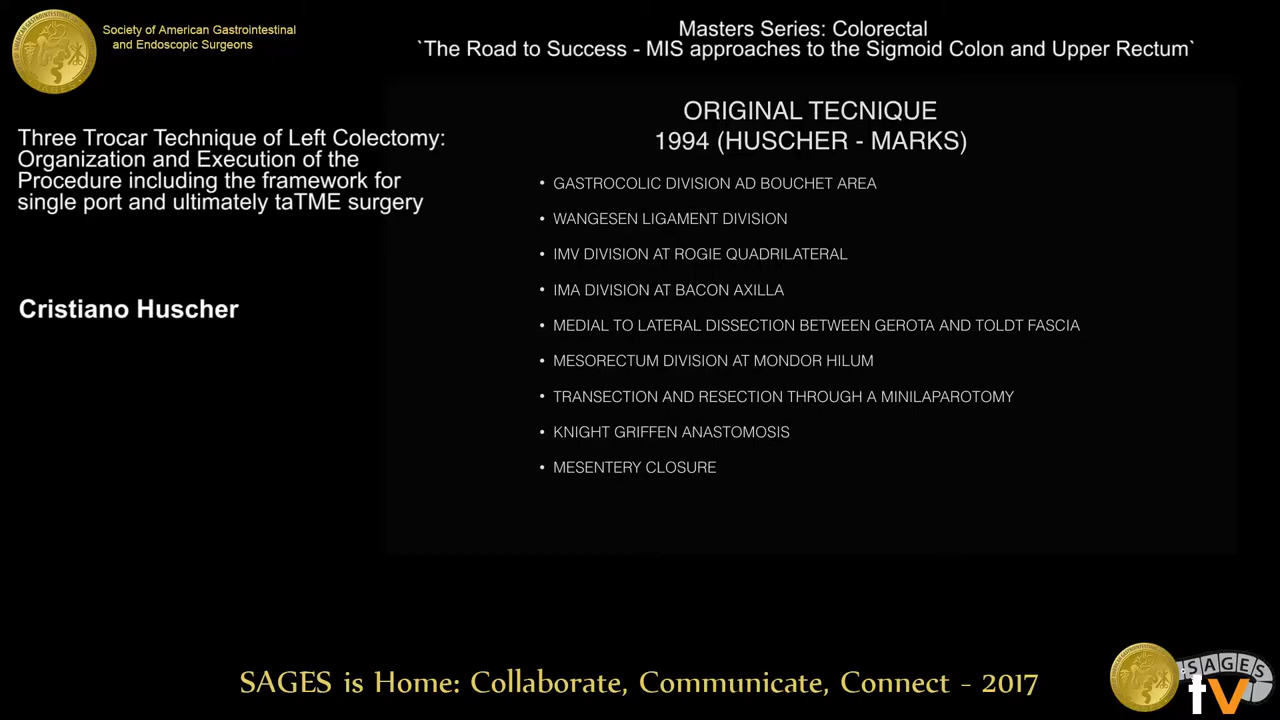 Society of American Gastrointestinal
and Endoscopic Surgeons
Masters Series: Colorectal
`The Road to Success - MIS approaches to the Sigmoid Colon and Upper Rectum`
Three Trocar Technique of Left Colectomy:
Organization and Execution of the
Procedure including the framework for
single port and ultimately taTME surgery
Cristiano Huscher
ORIGINAL TECNIQUE
1994 (HUSCHER - MARKS)
• GASTROCOLIC DIVISION AD BOUCHET AREA
• WANGESEN LIGAMENT DIVISION
• IMV DIVISION AT ROGIE QUADRILATERAL
• IMA DIVISION AT BACON AXILLA
• MEDIAL TO LATERAL DISSECTION BETWEEN GEROTA AND TOLDT FASCIA
• MESORECTUM DIVISION AT MONDOR HILUM
• TRANSECTION AND RESECTION THROUGH A MINILAPAROTOMY
• KNIGHT GRIFFEN ANASTOMOSIS
• MESENTERY CLOSURE
SAGES is Home: Collaborate, Communicate, Connect - 2017
SAGES
tv